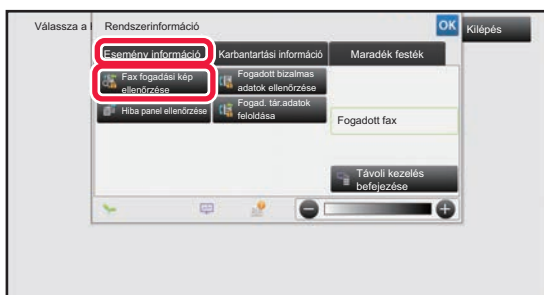 Válassza a
Rendszerinformáció
OK
Kilépés
Esemény információ
Karbantartási információ
Maradék festék
Fax fogadási kép
ellenőrzése
Fogadott bizalmas
adatok ellenőrzése
Hiba panel ellenőrzése
Fogad. tár.adatok
feloldása
Fogadott fax
Távoli kezelés
befejezése